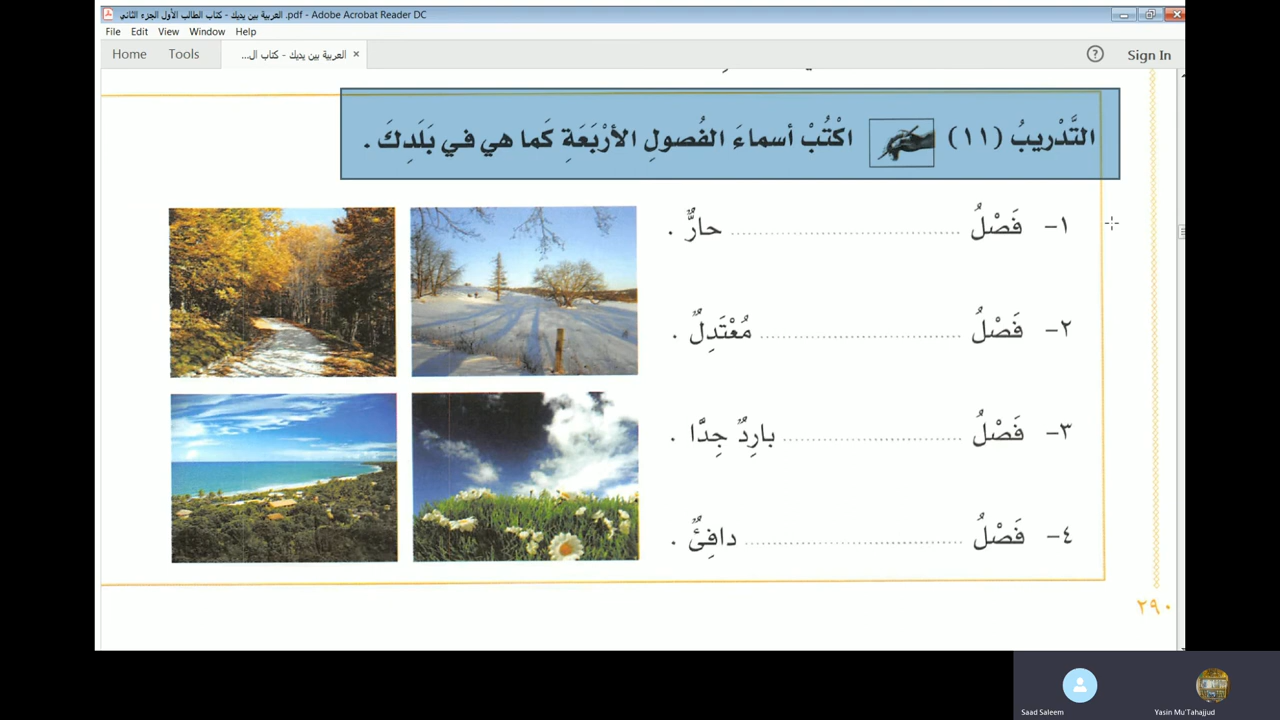 العربية بين يديك - كتاب الطالب الأول الجزء الثاني .pdf - Adobe Acrobat Reader DC
File Edit View Window Help
Home Tools العربية بين يديك - كتاب ال... × ? Sign In
التَّدْريبُ (١١) اكْتُبْ أسماءَ الفُصولِ الأرْبَعَةِ كَما هي في بَلَدِكَ .
١- فَصْلُ ........................ حارٌّ .
٢- فَصْلُ ........................ مُعْتَدِلٌ .
٣- فَصْلُ ........................ بارِدٌ جِدًّا .
٤- فَصْلُ ........................ دافِئٌ .
٢٩٠
Saad Saleem
Yasin Mu'Tahajjud